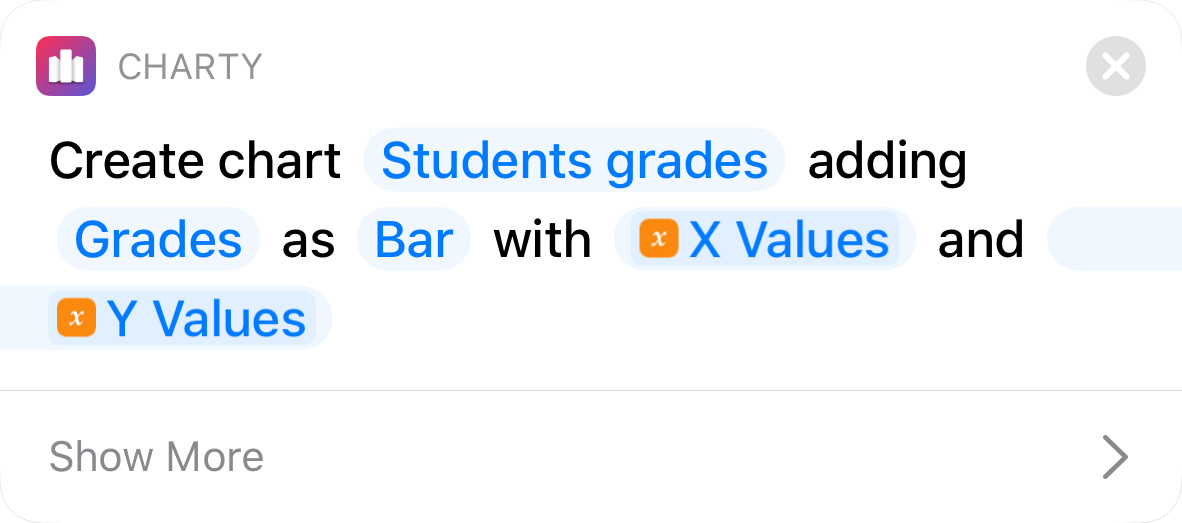 CHARTY
Create chart Students grades adding
Grades as Bar with X Values and
Y Values
Show More